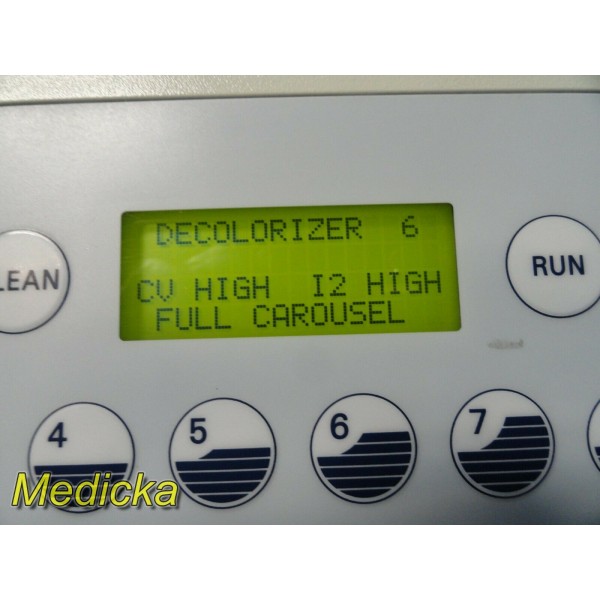 DECOLORIZER 6
CV HIGH I2 HIGH
FULL CAROUSEL
LEAN
RUN
4
5
6
7
Medicka